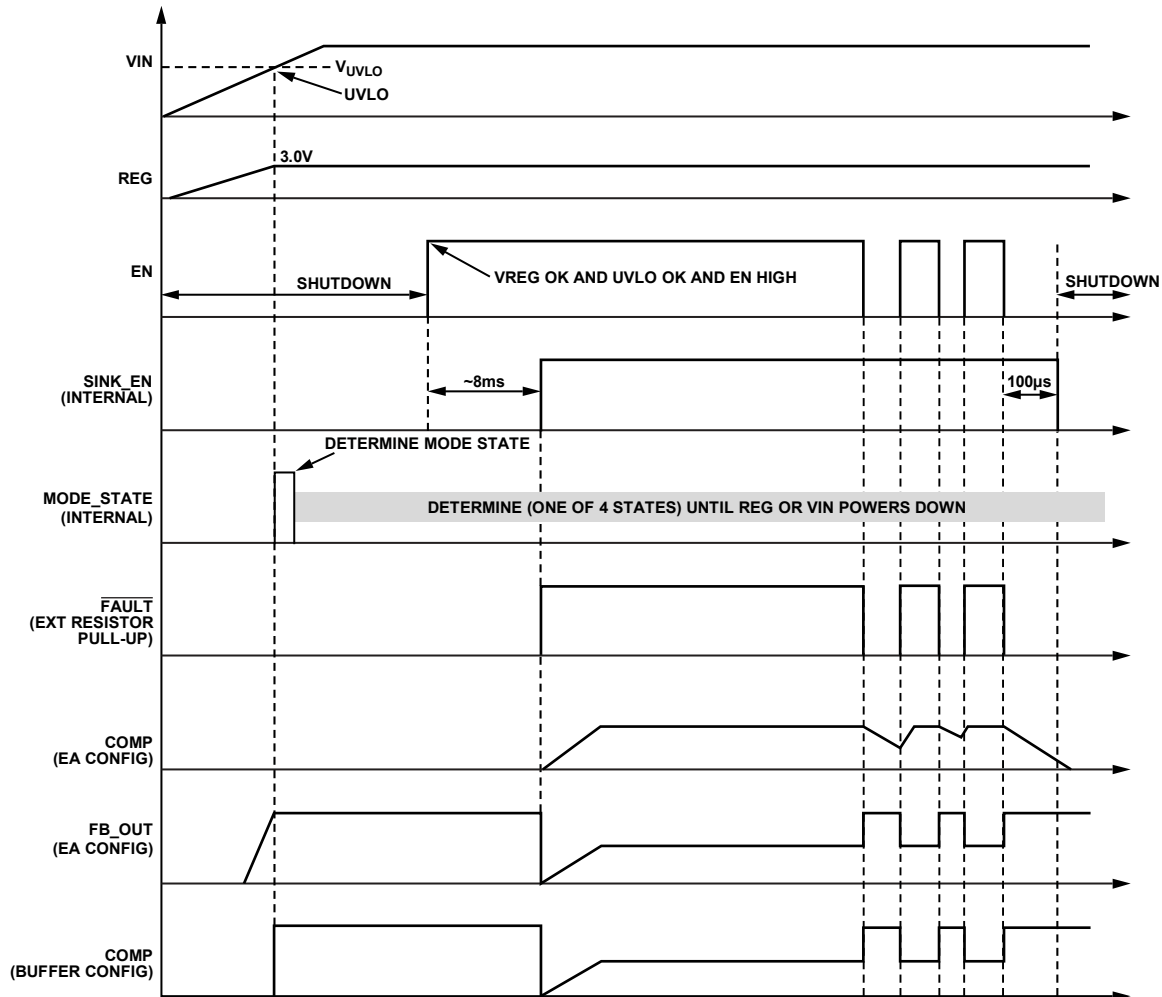 VIN
V_UVLO
UVLO
3.0V
REG
EN
SHUTDOWN
VREG OK AND UVLO OK AND EN HIGH
SHUTDOWN
SINK_EN
(INTERNAL)
~8ms
100µs
DETERMINE MODE STATE
MODE_STATE
(INTERNAL)
DETERMINE (ONE OF 4 STATES) UNTIL REG OR VIN POWERS DOWN
FAULT
(EXT RESISTOR
PULL-UP)
COMP
(EA CONFIG)
FB_OUT
(EA CONFIG)
COMP
(BUFFER CONFIG)